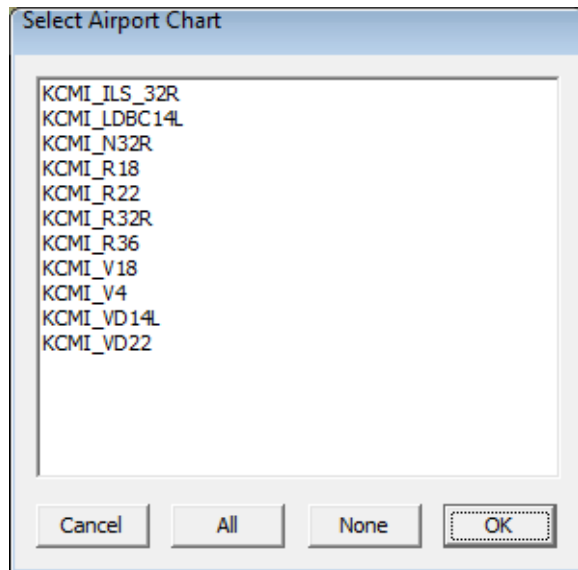 Select Airport Chart
KCMI_ILS_32R
KCMI_LDBC14L
KCMI_N32R
KCMI_R18
KCMI_R22
KCMI_R32R
KCMI_R36
KCMI_V18
KCMI_V4
KCMI_VD14L
KCMI_VD22
Cancel All None OK